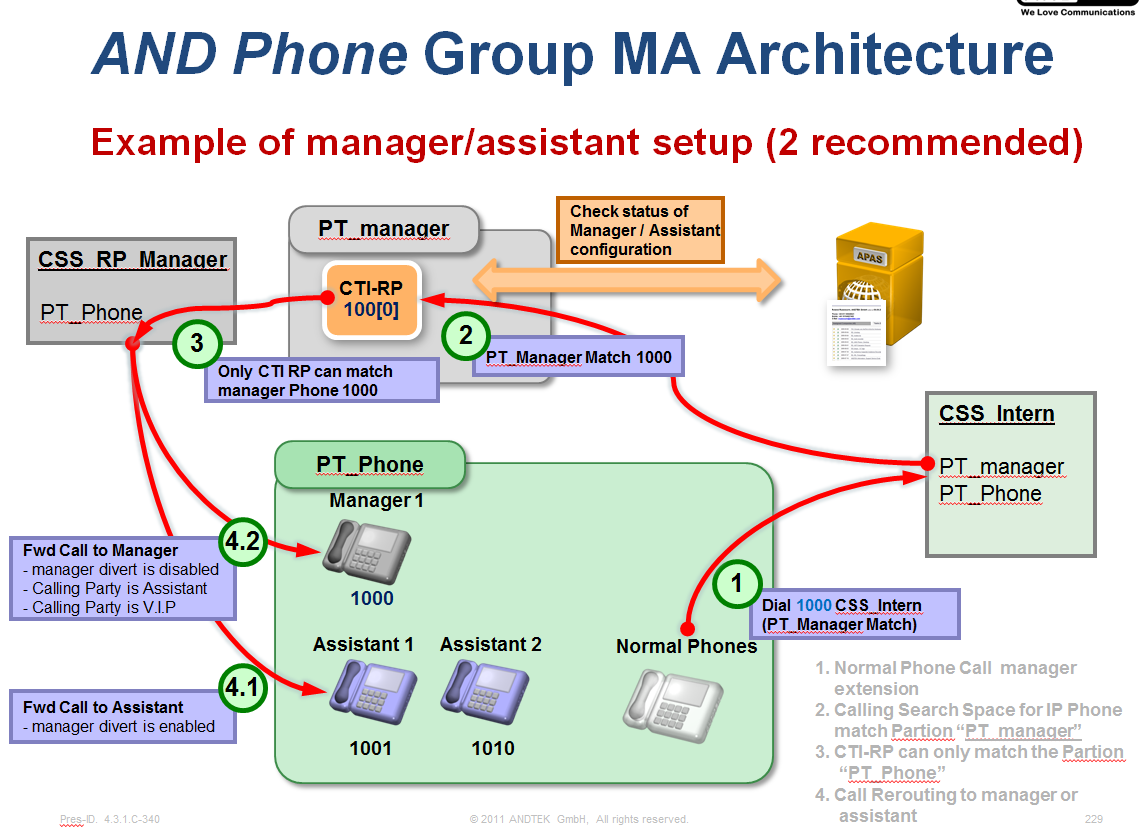 We Love Communications
AND Phone Group MA Architecture
Example of manager/assistant setup (2 recommended)
Check status of
Manager / Assistant
configuration
PT_manager
CSS_RP_Manager
PT_Phone
CTI-RP
100[0]
APAS
2
PT_Manager Match 1000
3
Only CTI RP can match
manager Phone 1000
CSS_Intern
PT_manager
PT_Phone
PT_Phone
Manager 1
1000
4.2
Fwd Call to Manager
- manager divert is disabled
- Calling Party is Assistant
- Calling Party is V.I.P
1
Dial 1000 CSS_Intern
(PT_Manager Match)
Assistant 1
Assistant 2
Normal Phones
1001
1010
4.1
Fwd Call to Assistant
- manager divert is enabled
1. Normal Phone Call manager
extension
2. Calling Search Space for IP Phone
match Partion “PT_manager”
3. CTI-RP can only match the Partion
“PT_Phone”
4. Call Rerouting to manager or
assistant
Pres-ID. 4.3.1.C-340
© 2011 ANDTEK GmbH, All rights reserved.
229